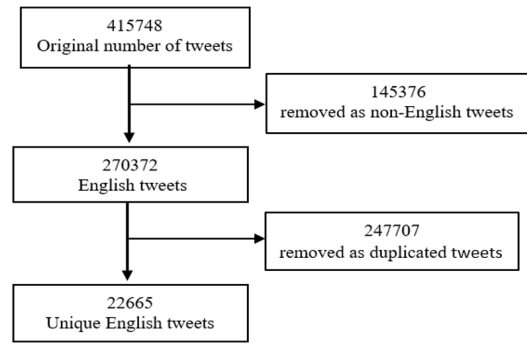 415748
Original number of tweets
145376
removed as non-English tweets
270372
English tweets
247707
removed as duplicated tweets
22665
Unique English tweets